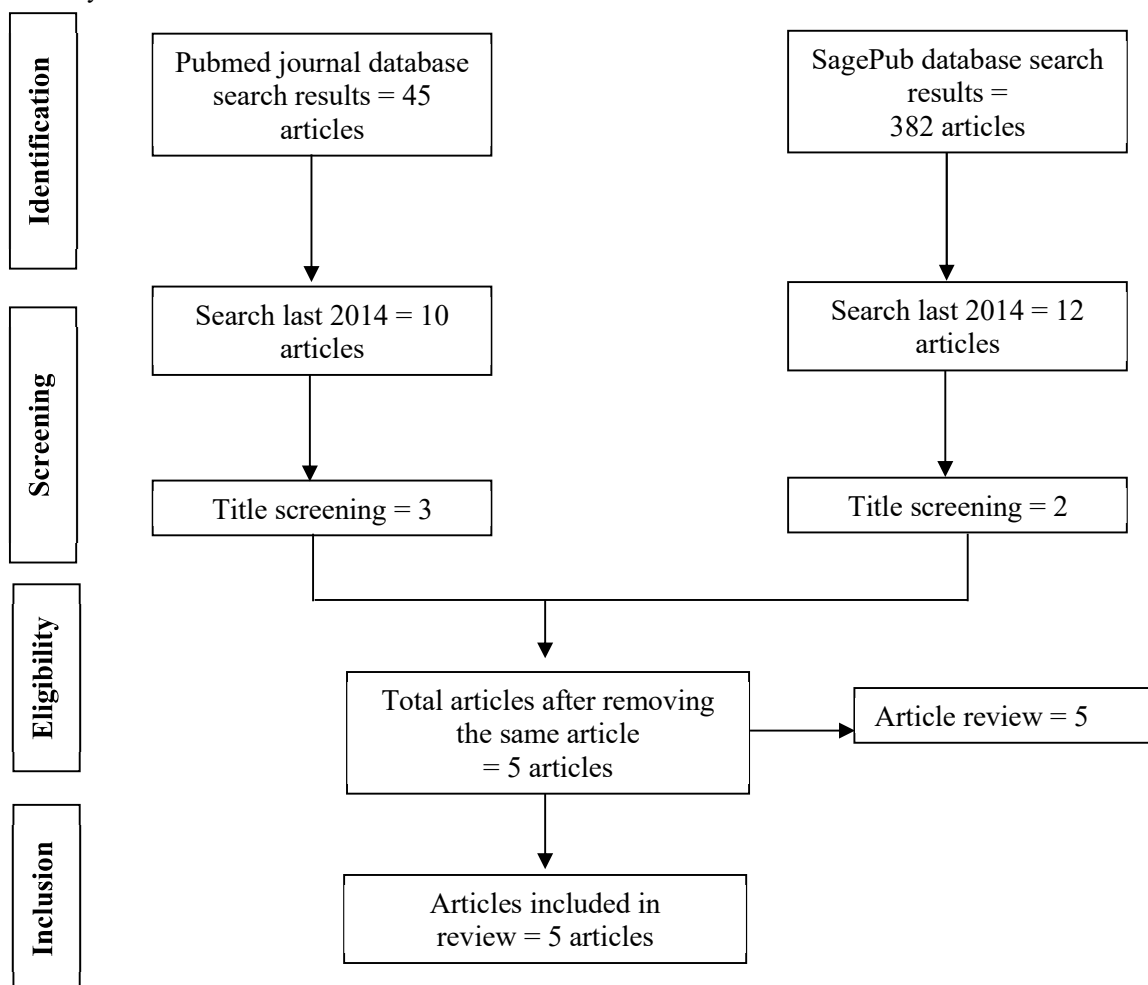 Identification
Pubmed journal database
search results = 45
articles
SagePub database search
results =
382 articles
Screening
Search last 2014 = 10
articles
Search last 2014 = 12
articles
Title screening = 3
Title screening = 2
Eligibility
Total articles after removing
the same article
= 5 articles
Article review = 5
Inclusion
Articles included in
review = 5 articles